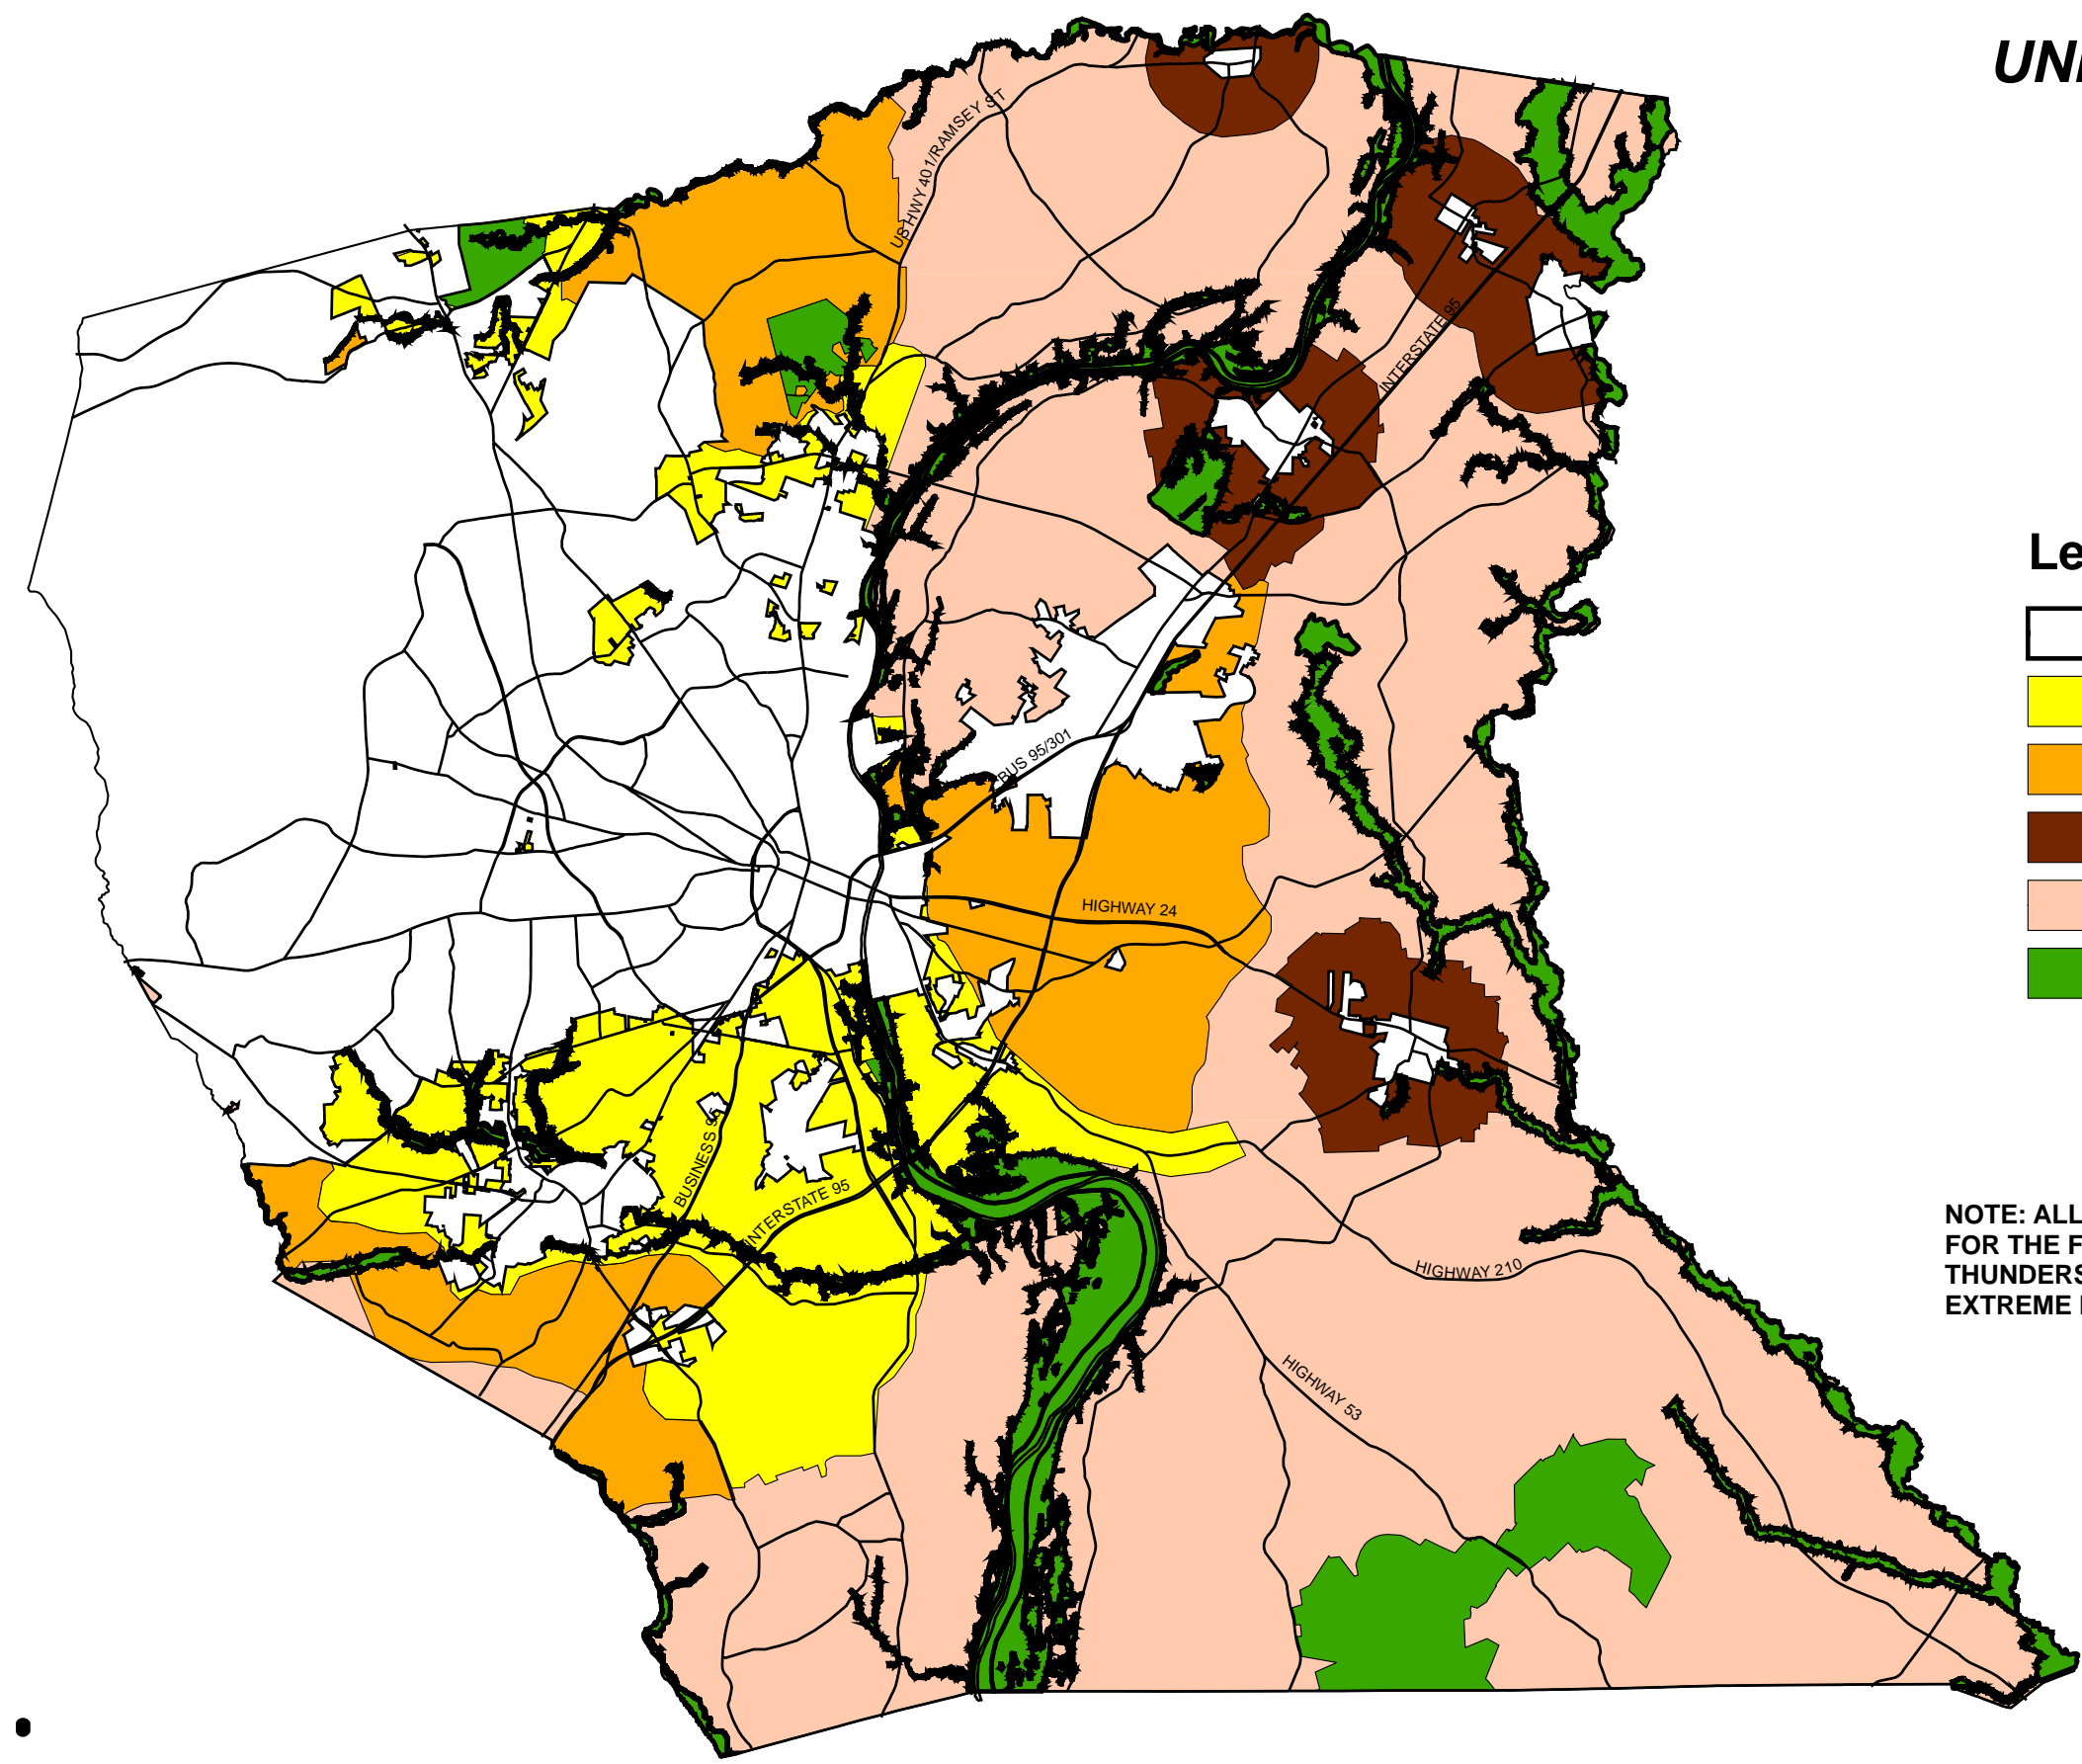 UN
US HWY 401/RAMSEY ST
INTERSTATE 95
Le
BUS 95/301
HIGHWAY 24
BUSINESS 95
INTERSTATE 95
NOTE: ALL
FOR THE F
THUNDERS
EXTREME
HIGHWAY 210
HIGHWAY 53